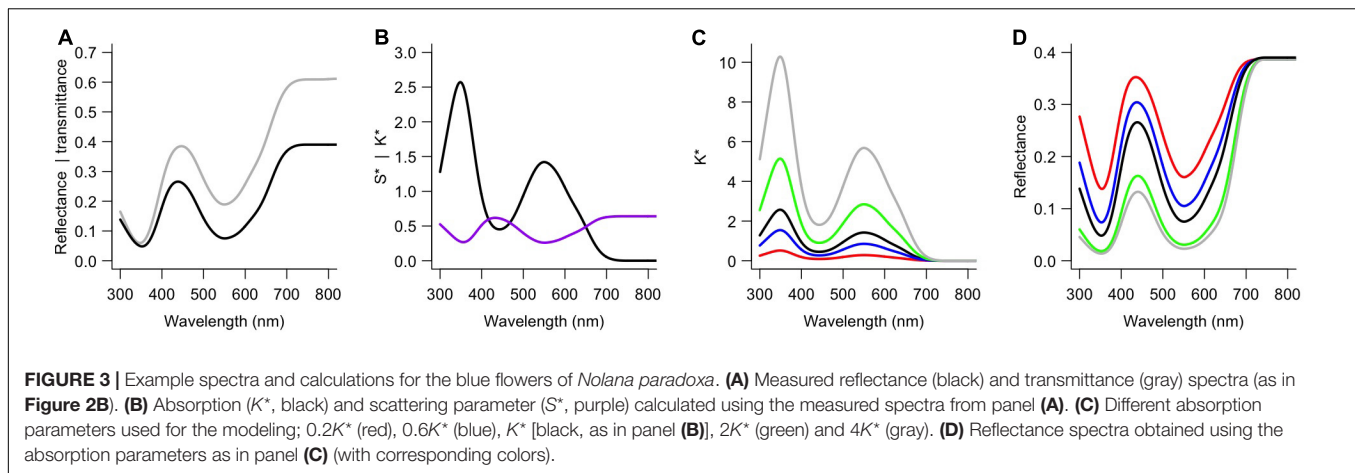 A
Reflectance | transmittance
0.7
0.6
0.5
0.4
0.3
0.2
0.1
0.0
300 400 500 600 700 800
Wavelength (nm)
B
S* | K*
3.0
2.5
2.0
1.5
1.0
0.5
0.0
300 400 500 600 700 800
Wavelength (nm)
C
K*
10
8
6
4
2
0
300 400 500 600 700 800
Wavelength (nm)
D
Reflectance
0.4
0.3
0.2
0.1
0.0
300 400 500 600 700 800
Wavelength (nm)
FIGURE 3 | Example spectra and calculations for the blue flowers of Nolana paradoxa. (A) Measured reflectance (black) and transmittance (gray) spectra (as in
Figure 2B). (B) Absorption (K*, black) and scattering parameter (S*, purple) calculated using the measured spectra from panel (A). (C) Different absorption
parameters used for the modeling; 0.2K* (red), 0.6K* (blue), K* [black, as in panel (B)], 2K* (green) and 4K* (gray). (D) Reflectance spectra obtained using the
absorption parameters as in panel (C) (with corresponding colors).